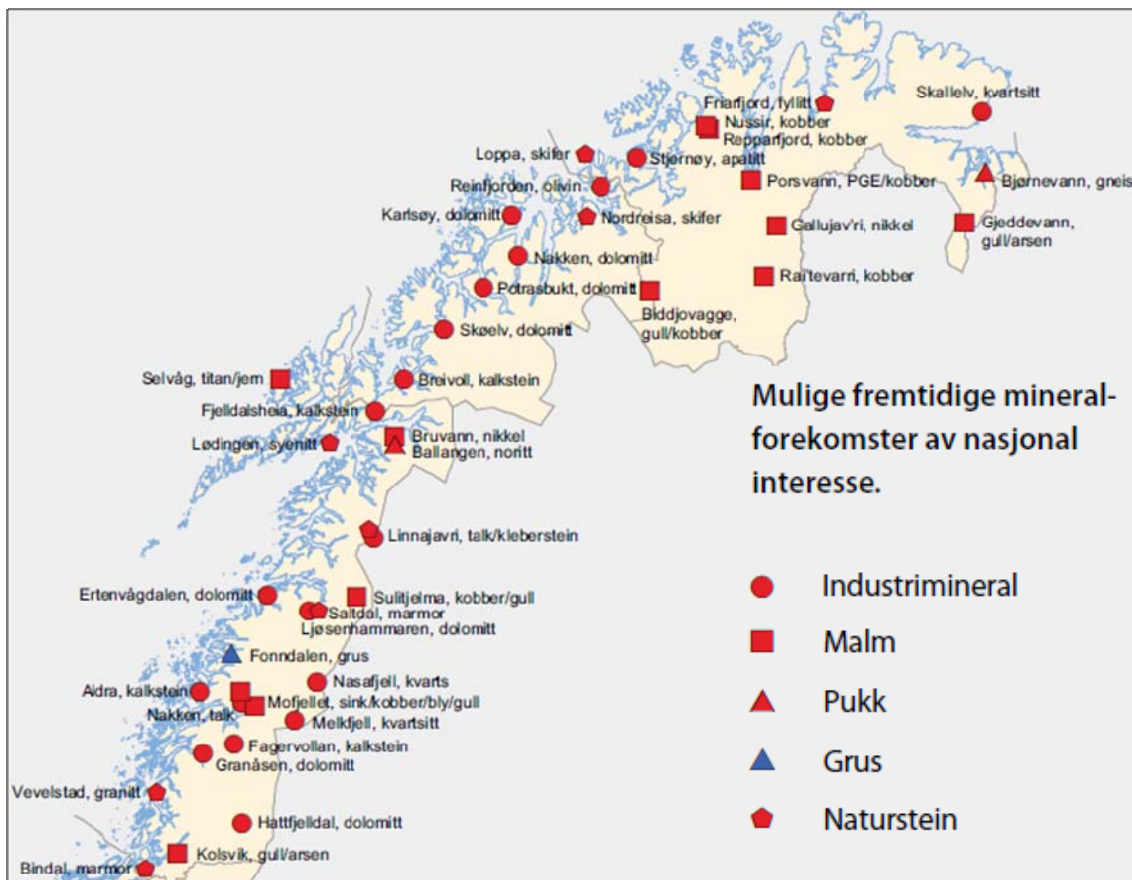 Skallelv, kvartsitt
Friarfjord, fyllitt
Nussir, kobber
Repparfjord, kobber
Loppa, skifer
Stjernøy, apatitt
Reinfjorden, olivin
Porsvann, PGE/kobber
Bjørnevann, gneis
Karlsøy, dolomitt
Nordreisa, skifer
Gallujav'ri, nikkel
Gjeddevann,
gull/arsen
Nakken, dolomitt
Raitevarri, kobber
Potrasbukt, dolomitt
Biddjovagge,
gull/kobber
Skøelv, dolomitt
Selvåg, titan/jern
Breivoll, kalkstein
Fjelldalsheia, kalkstein
Lødingen, syenitt
Bruvann, nikkel
Ballangen, noritt
Linnajavri, talk/kleberstein
Ertenvågdalen, dolomitt
Sulitjelma, kobber/gull
Saltdal, marmor
Ljøsenhammaren, dolomitt
Fonndalen, grus
Nasafjell, kvarts
Aldra, kalkstein
Mofjellet, sink/kobber/bly/gull
Nakken, talk
Melkfjell, kvartsitt
Fagervollan, kalkstein
Granåsen, dolomitt
Vevelstad, granitt
Hattfjelldal, dolomitt
Kolsvik, gull/arsen
Bindal, marmor
Mulige fremtidige mineral-
forekomster av nasjonal
interesse.
Industrimineral
Malm
Pukk
Grus
Naturstein